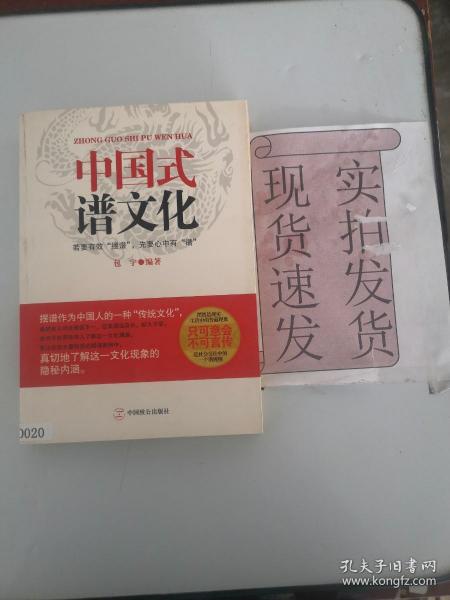 ZHONG GUO SHI PU WEN HUA
中国式
谱文化
若要有效“摆谱”，先要心中有“谱”
包宇●编著
摆谱作为中国人的一种“传统文化”，
真切地了解这一文化现象的
隐秘内涵。
只可意会
不可言传
中国致公出版社
0020
实拍发货
现货速发
孔夫子旧书网
www.kongfz.com